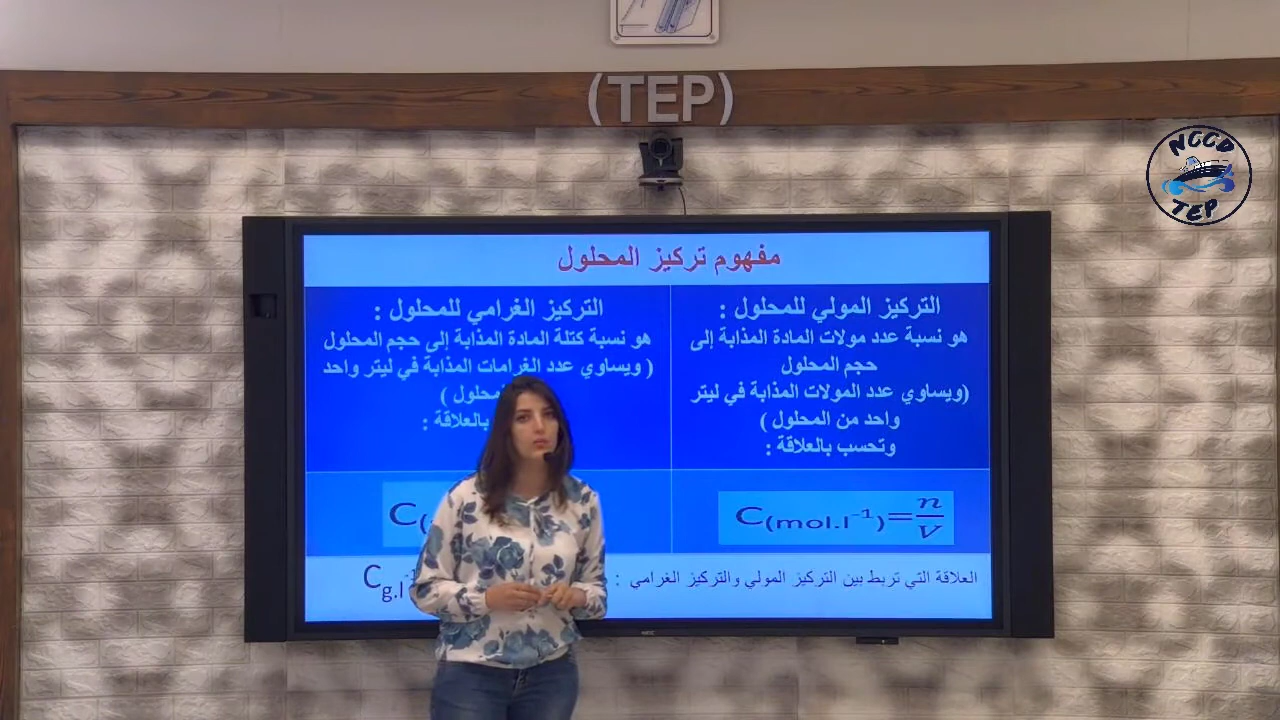 (TEP)
NCCD
TEP
مفهوم تركيز المحلول
التركيز المولي للمحلول :
هو نسبة عدد مولات المادة المذابة إلى
حجم المحلول
(ويساوي عدد المولات المذابة في ليتر
واحد من المحلول )
وتحسب بالعلاقة :
C(mol.l⁻¹)=n/V
التركيز الغرامي للمحلول :
هو نسبة كتلة المادة المذابة إلى حجم المحلول
( ويساوي عدد الغرامات المذابة في ليتر واحد
بالعلاقة :
C(
العلاقة التي تربط بين التركيز المولي والتركيز الغرامي :
C g.l⁻¹
NEC